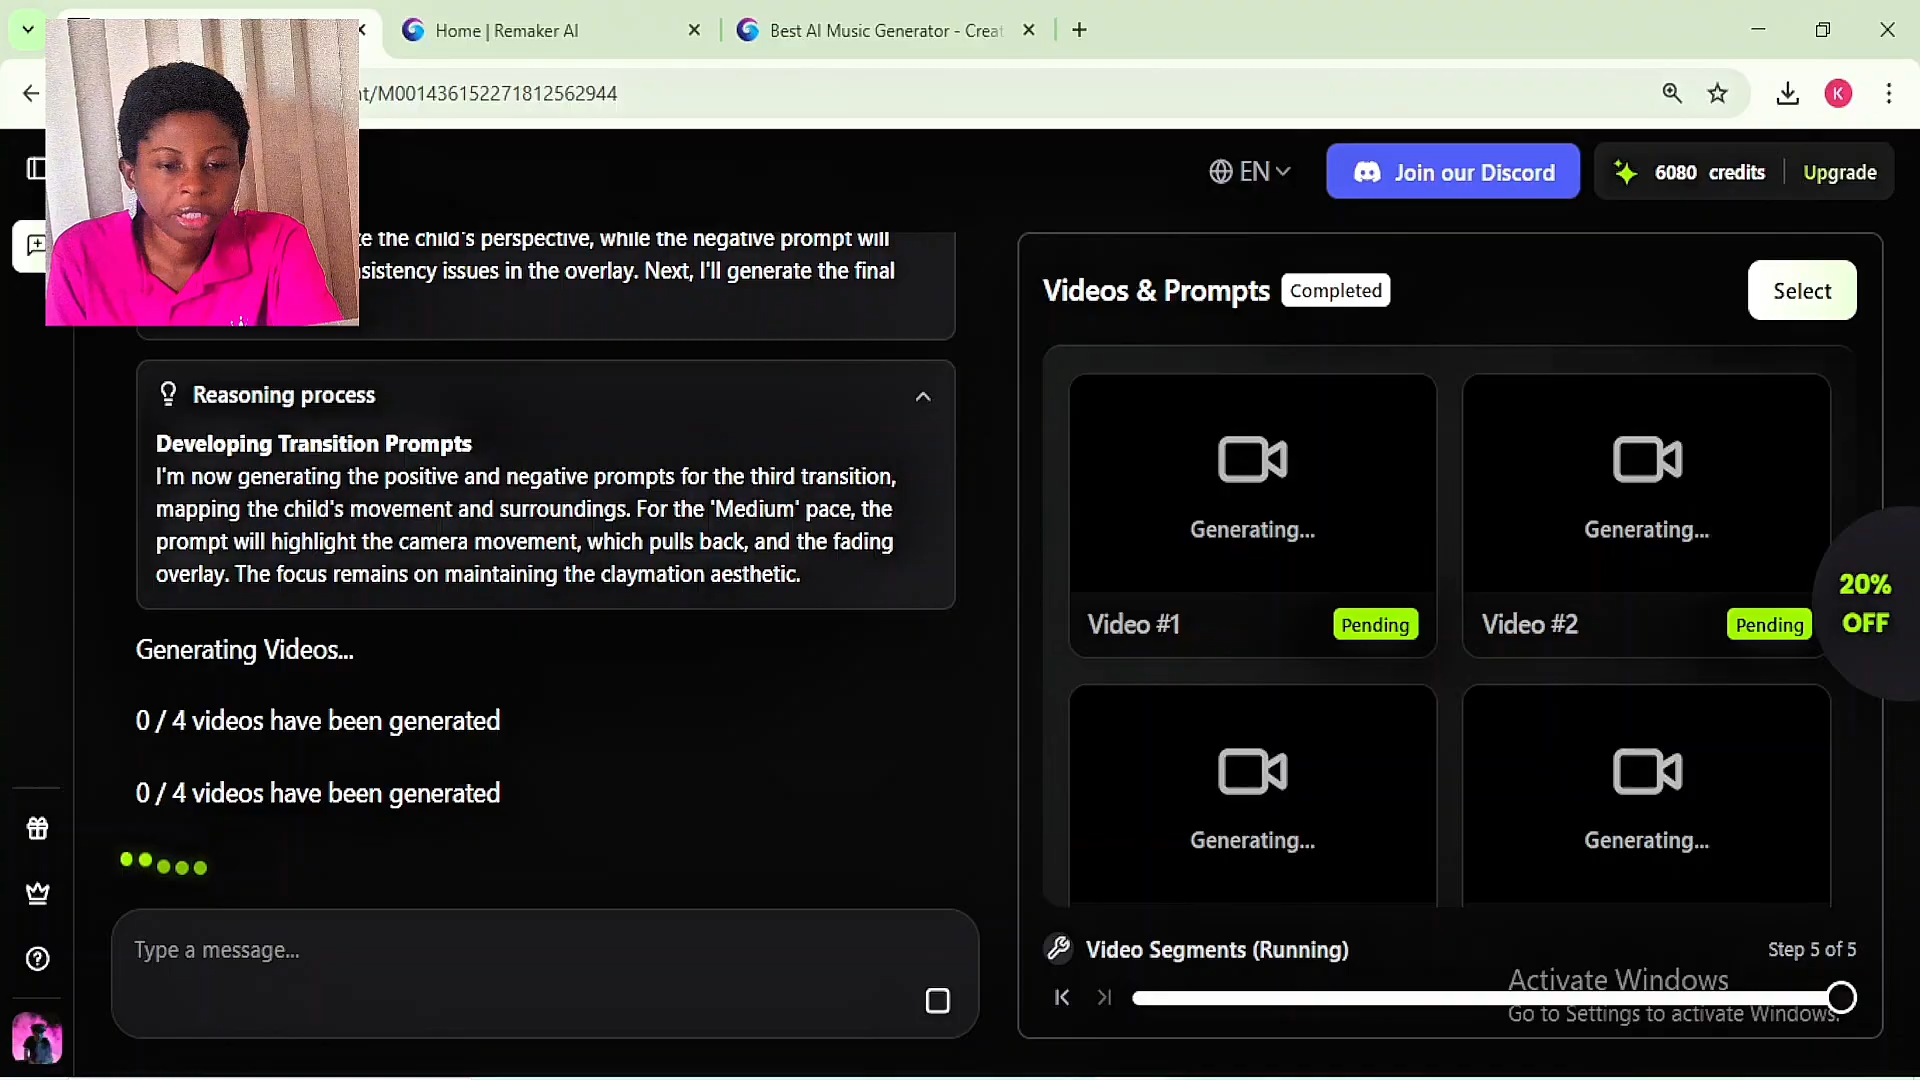 Home | Remaker AI
Best AI Music Generator - Creat
nt/M001436152271812562944
K
EN
Join our Discord
6080 credits
Upgrade
te the child's perspective, while the negative prompt will
sistency issues in the overlay. Next, I'll generate the final
Reasoning process
Developing Transition Prompts
I'm now generating the positive and negative prompts for the third transition,
mapping the child's movement and surroundings. For the 'Medium' pace, the
prompt will highlight the camera movement, which pulls back, and the fading
overlay. The focus remains on maintaining the claymation aesthetic.
Generating Videos...
0 / 4 videos have been generated
0 / 4 videos have been generated
Type a message...
Videos & Prompts
Completed
Select
Generating...
Generating...
Video #1
Pending
Video #2
Pending
20%
OFF
Generating...
Generating...
Video Segments (Running)
Step 5 of 5
Activate Windows
Go to Settings to activate Windows.